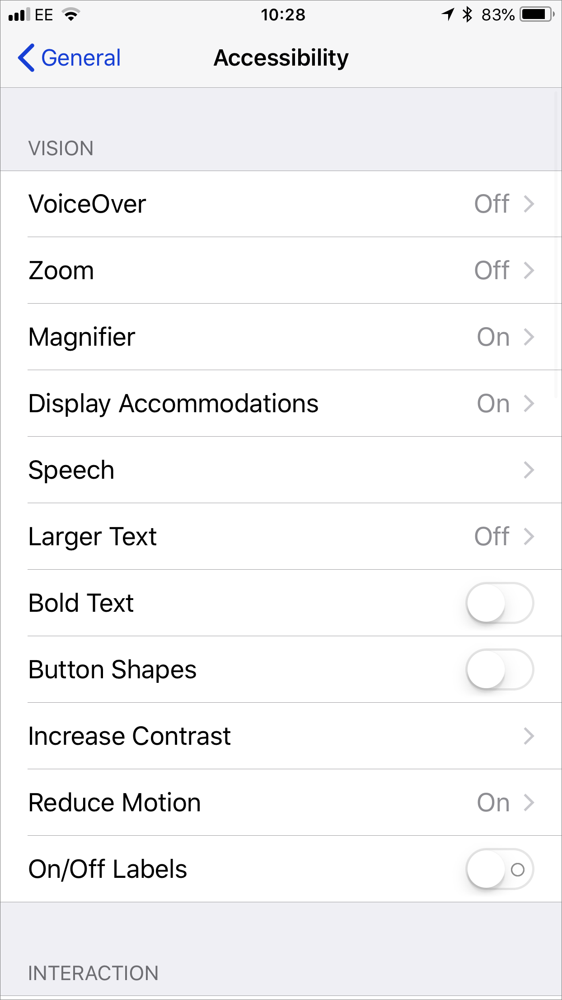 EE 10:28 83%
General Accessibility
VISION
VoiceOver Off
Zoom Off
Magnifier On
Display Accommodations On
Speech
Larger Text Off
Bold Text
Button Shapes
Increase Contrast
Reduce Motion On
On/Off Labels
INTERACTION